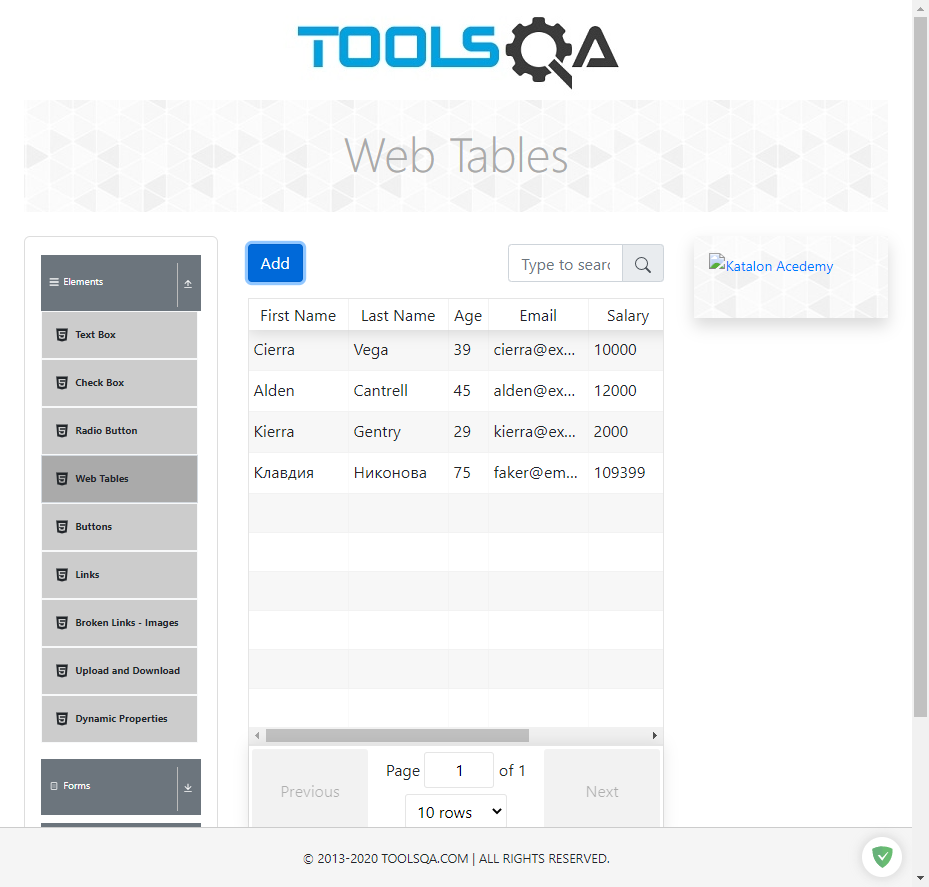 TOOLSQA
Web Tables
Elements
Text Box
Check Box
Radio Button
Web Tables
Buttons
Links
Broken Links - Images
Upload and Download
Dynamic Properties
Forms
Add
Type to searc
First Name Last Name Age Email Salary
Cierra Vega 39 cierra@ex... 10000
Alden Cantrell 45 alden@ex... 12000
Kierra Gentry 29 kierra@ex... 2000
Клавдия Никонова 75 faker@em... 109399
Previous
Page 1 of 1
10 rows
Next
Katalon Acedemy
© 2013-2020 TOOLSQA.COM | ALL RIGHTS RESERVED.